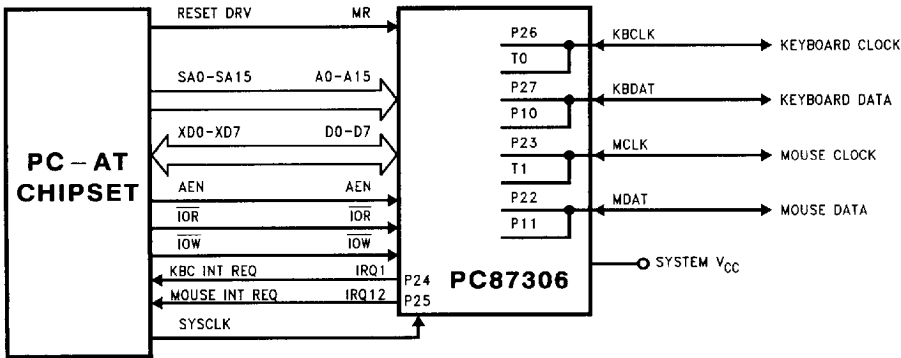 RESET DRV MR
SA0-SA15 A0-A15
XD0-XD7 D0-D7
PC-AT
CHIPSET
AEN AEN
IOR IOR
IOW IOW
KBC INT REQ IRQ1
MOUSE INT REQ IRQ12
SYSCLK
P24
P25
PC87306
P26
T0
P27
P10
P23
T1
P22
P11
KBCLK KEYBOARD CLOCK
KBDAT KEYBOARD DATA
MCLK MOUSE CLOCK
MDAT MOUSE DATA
SYSTEM VCC